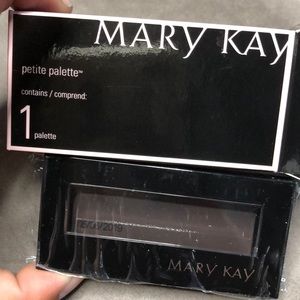 MARY KAY
petite palette™
contains / comprend:
1
palette
MARY KAY